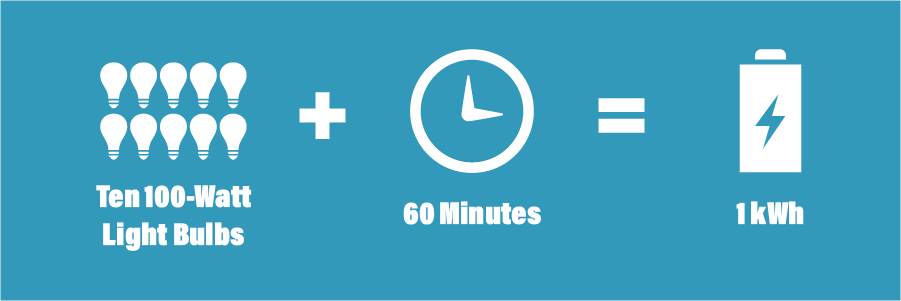 Ten 100-Watt
Light Bulbs
+
60 Minutes
=
1 kWh